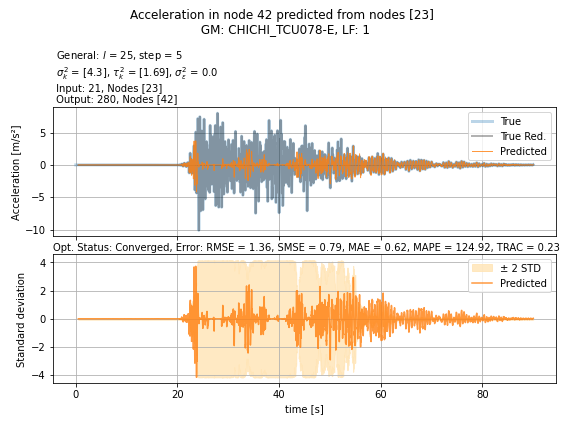 Acceleration in node 42 predicted from nodes [23]
GM: CHICHI_TCU078-E, LF: 1
General: l = 25, step = 5
σ²ₖ = [4.3], τ²ₖ = [1.69], σ²ₑ = 0.0
Input: 21, Nodes [23]
Output: 280, Nodes [42]
Acceleration [m/s²]
5
0
−5
−10
True
True Red.
Predicted
Opt. Status: Converged, Error: RMSE = 1.36, SMSE = 0.79, MAE = 0.62, MAPE = 124.92, TRAC = 0.23
Standard deviation
4
2
0
−2
−4
± 2 STD
Predicted
0 20 40 60 80
time [s]